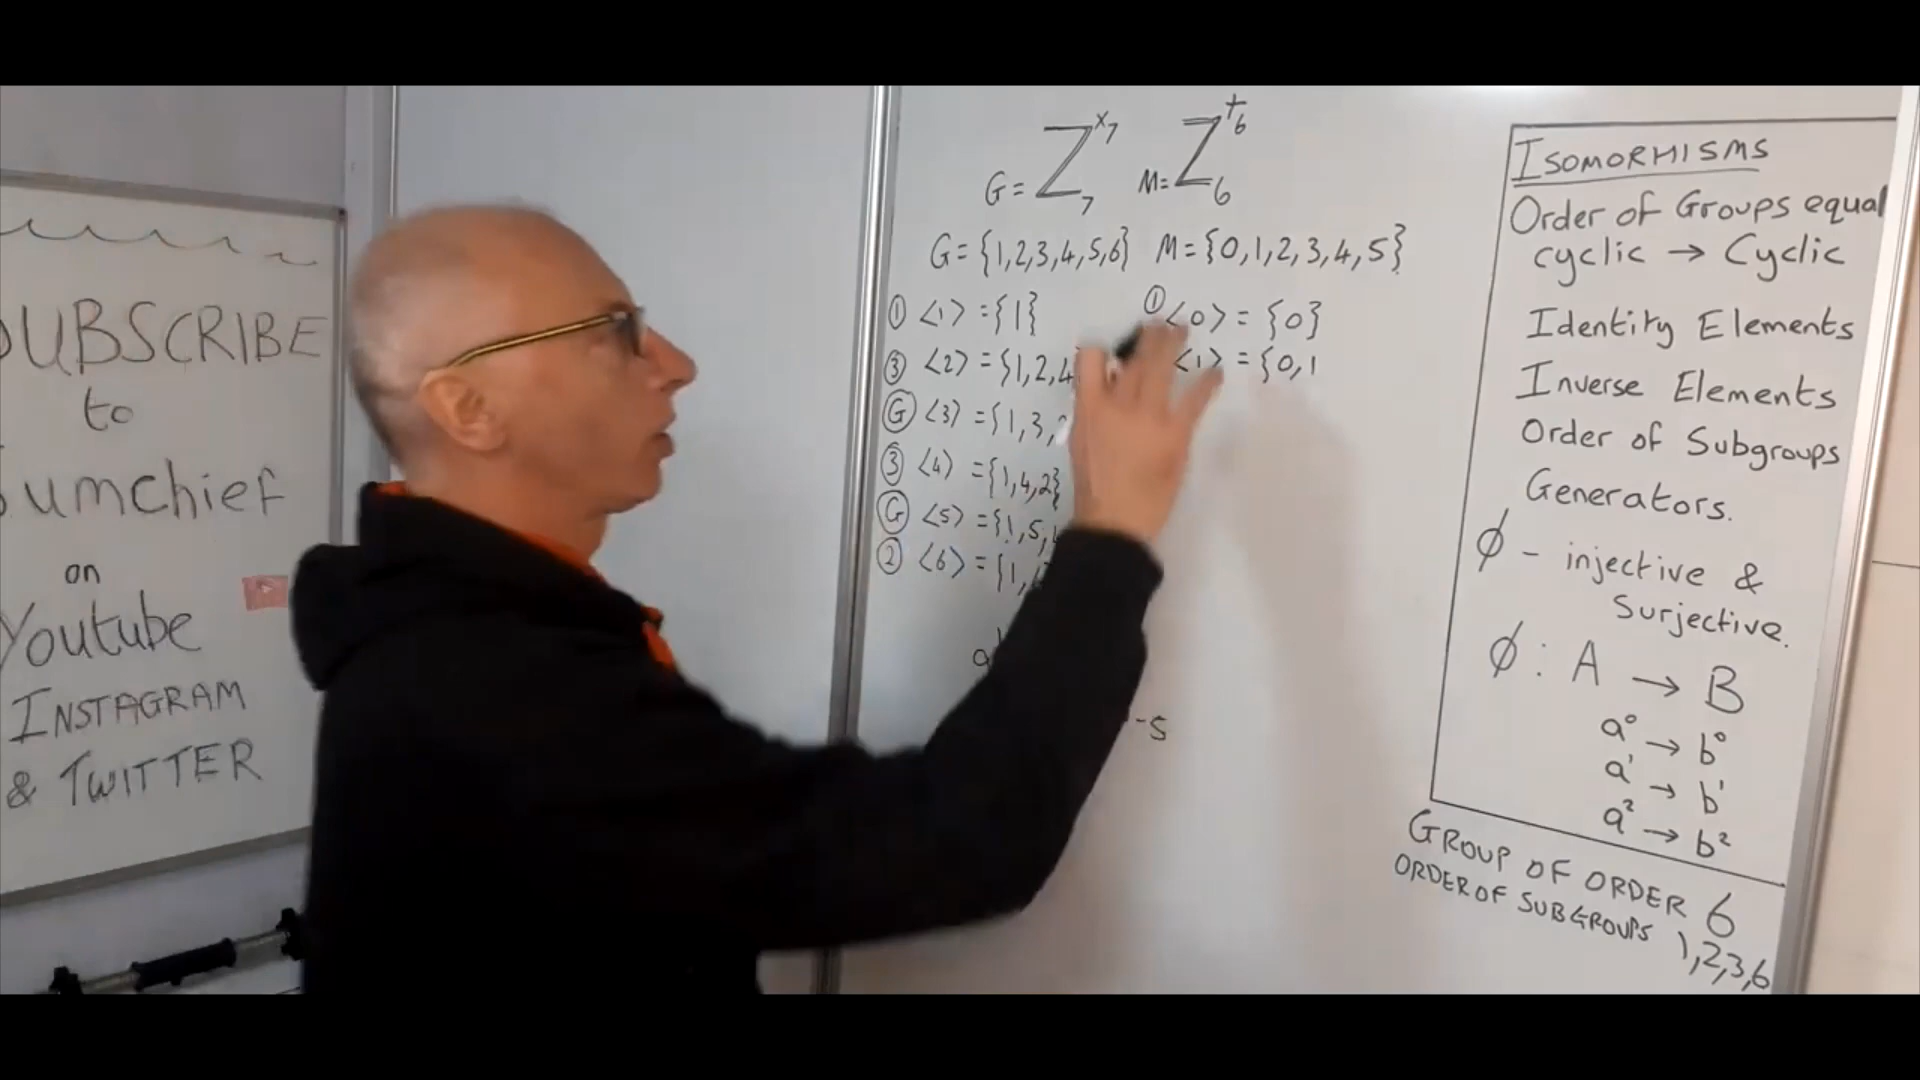 SUBSCRIBE
to
Sumchief
on
Youtube
INSTAGRAM
& TWITTER
G = Z₇ˣ⁷ M = Z₆⁺⁶
G = {1,2,3,4,5,6} M = {0,1,2,3,4,5}
① <1> = {1}
③ <2> = {1,2,4
Ⓖ <3> = {1,3,
③ <4> = {1,4,2}
Ⓖ <5> = {1,5,
② <6> = {1,
a
-5
① <0> = {0}
<1> = {0,1
ISOMORHISMS
Order of Groups equal
cyclic → Cyclic
Identity Elements
Inverse Elements
Order of Subgroups
Generators.
ϕ - injective &
Surjective.
ϕ : A → B
a⁰ → b⁰
a¹ → b¹
a² → b²
GROUP OF ORDER 6
ORDER OF SUBGROUPS 1,2,3,6